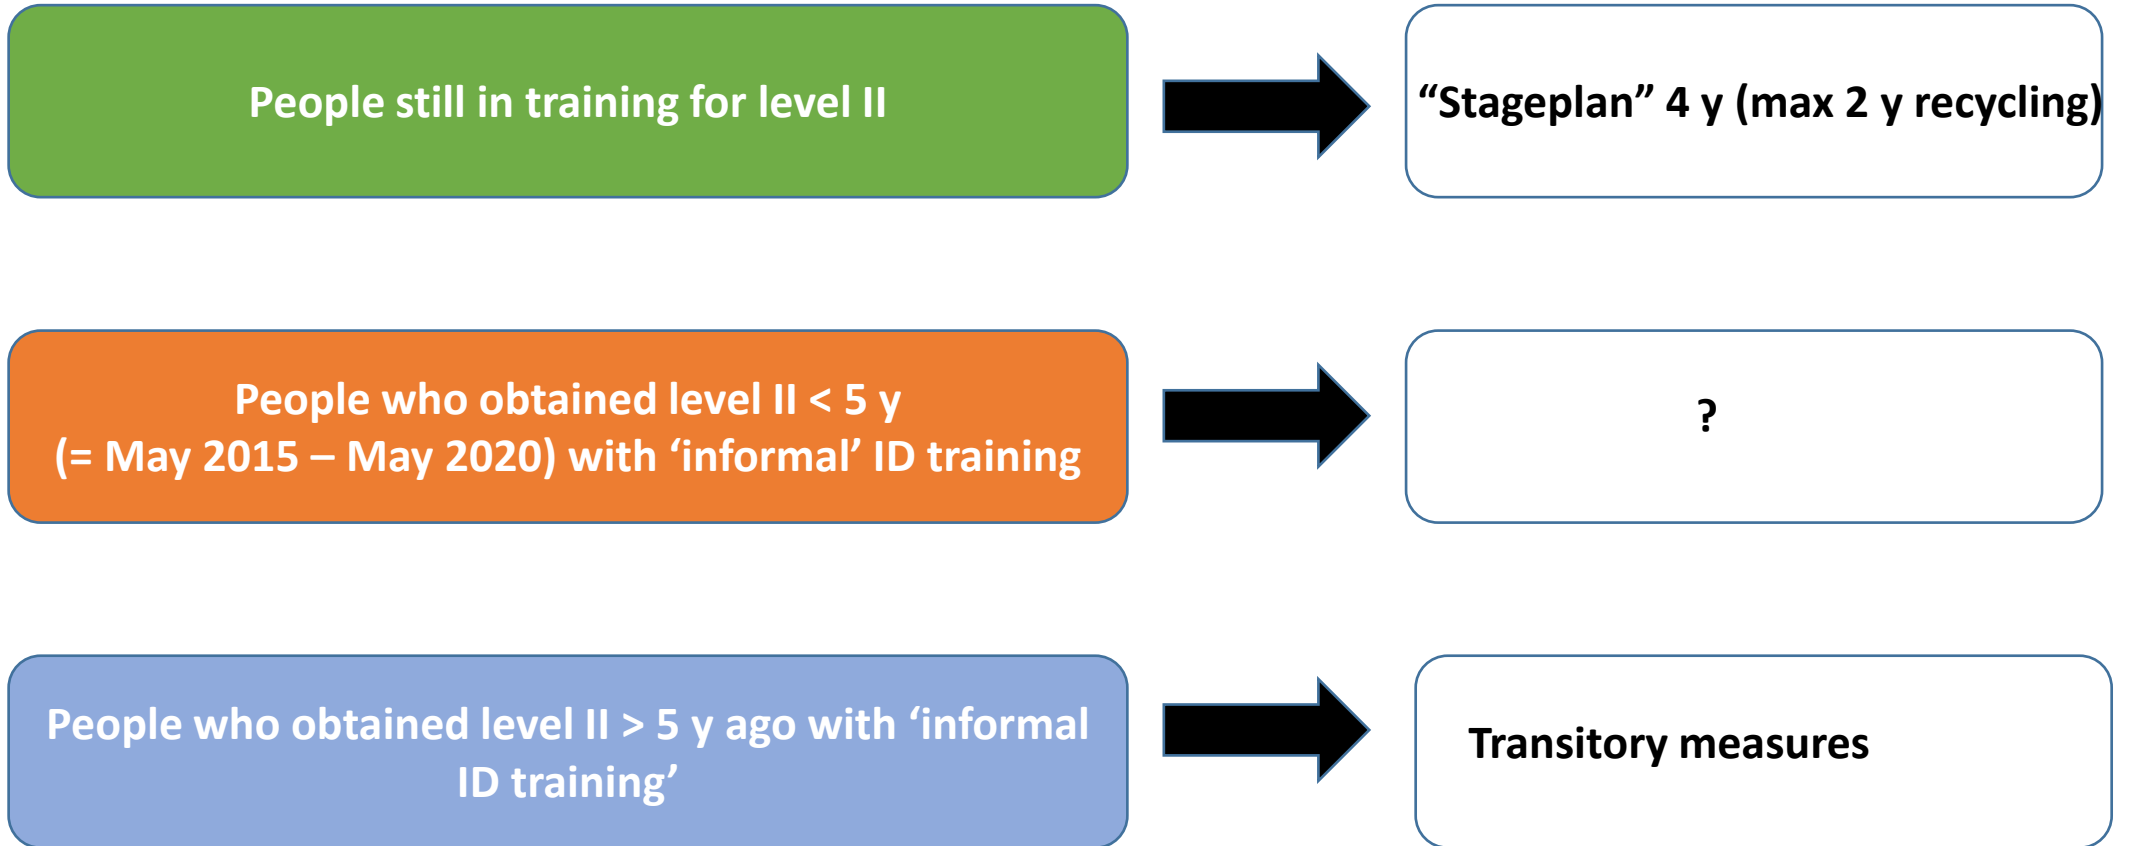 People still in training for level II
“Stageplan” 4 y (max 2 y recycling)
People who obtained level II < 5 y
(= May 2015 – May 2020) with ‘informal’ ID training
?
People who obtained level II > 5 y ago with ‘informal
ID training’
Transitory measures